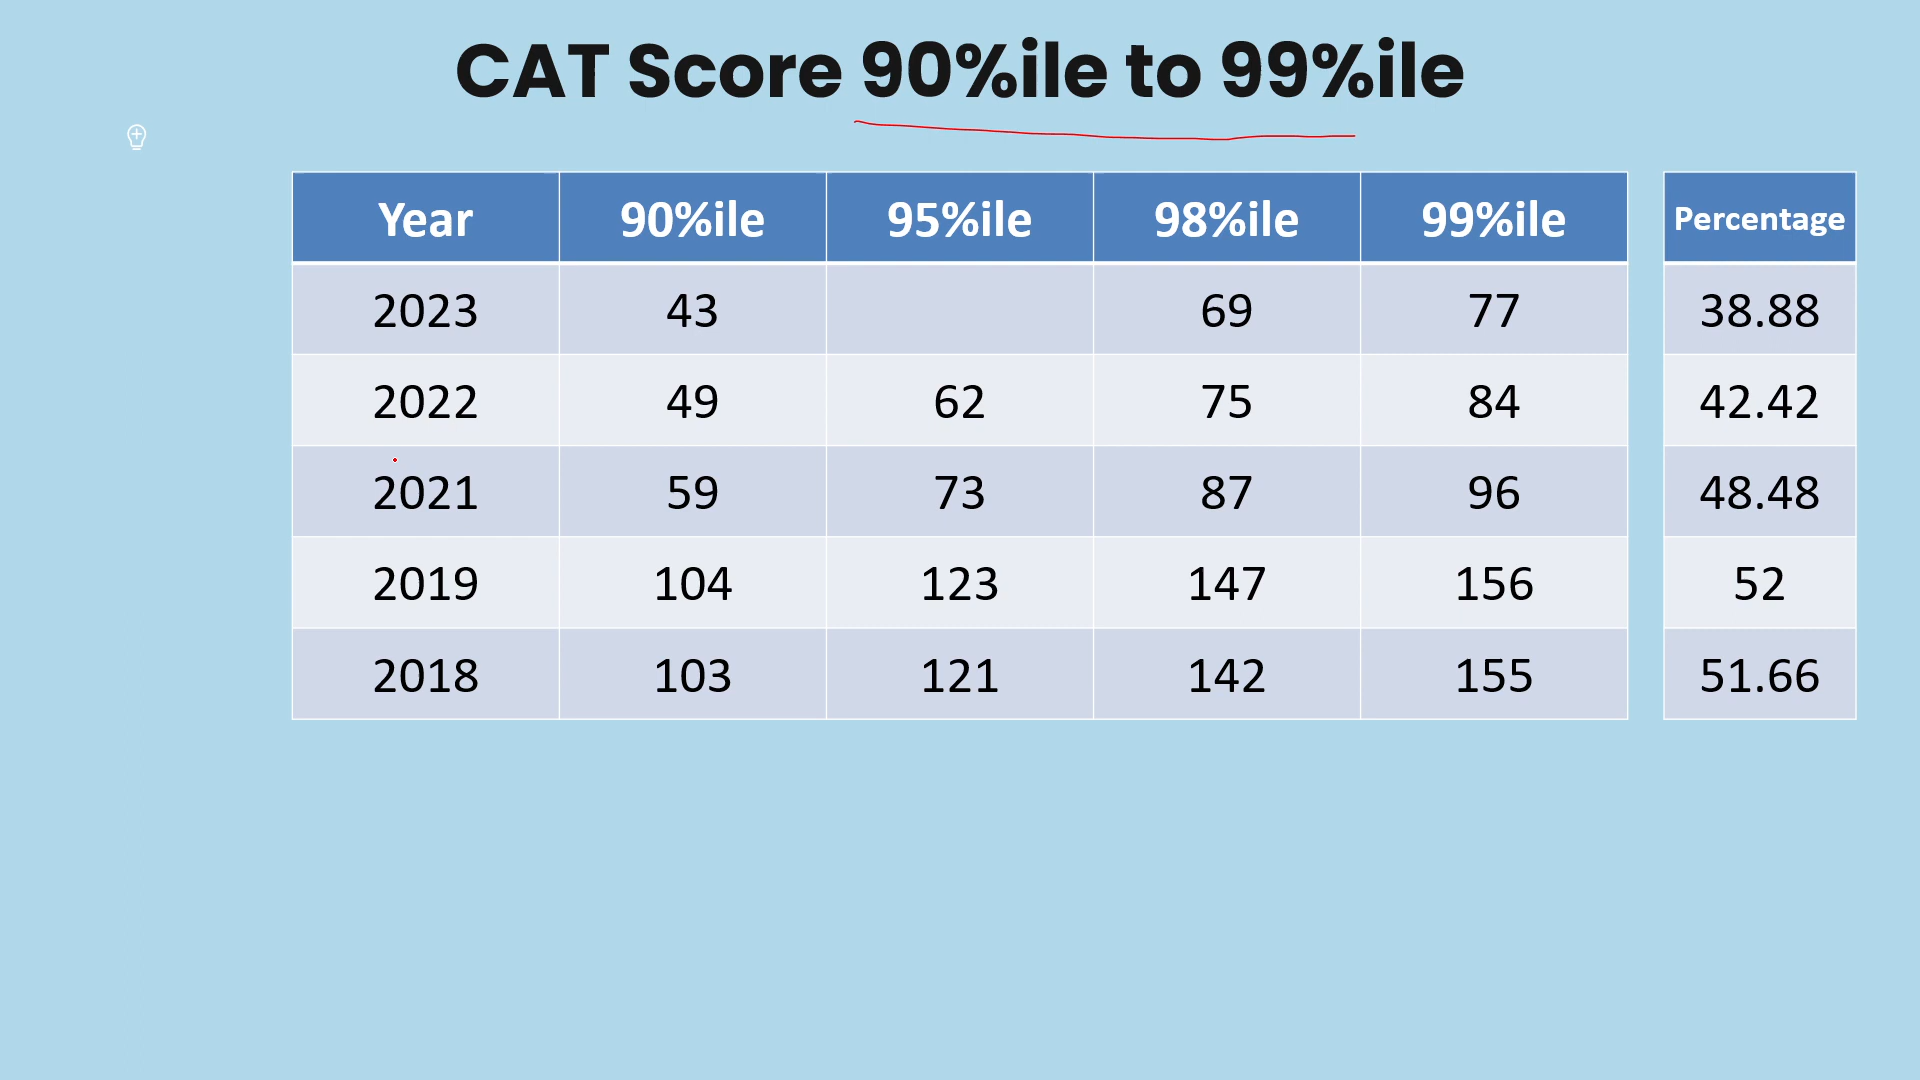 CAT Score 90%ile to 99%ile
Year 90%ile 95%ile 98%ile 99%ile Percentage
2023 43 69 77 38.88
2022 49 62 75 84 42.42
2021 59 73 87 96 48.48
2019 104 123 147 156 52
2018 103 121 142 155 51.66